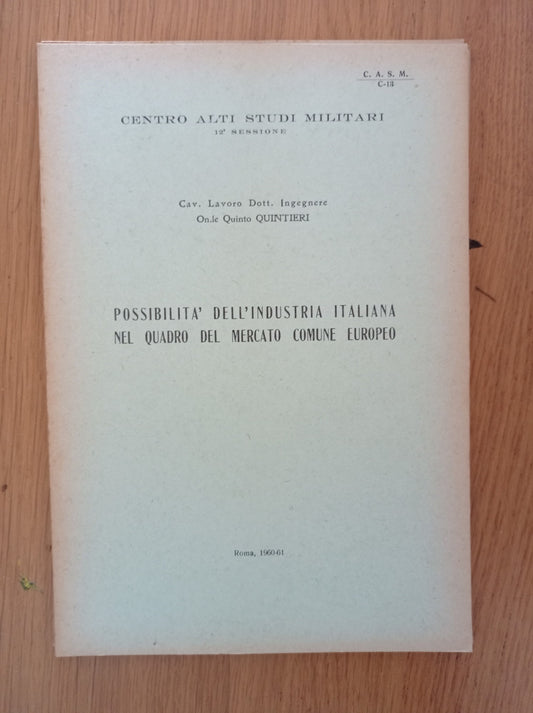 C. A. S. M.
C-13
CENTRO ALTI STUDI MILITARI
12ª SESSIONE
Cav. Lavoro Dott. Ingegnere
On.le Quinto QUINTIERI
POSSIBILITA' DELL'INDUSTRIA ITALIANA
NEL QUADRO DEL MERCATO COMUNE EUROPEO
Roma, 1960-61